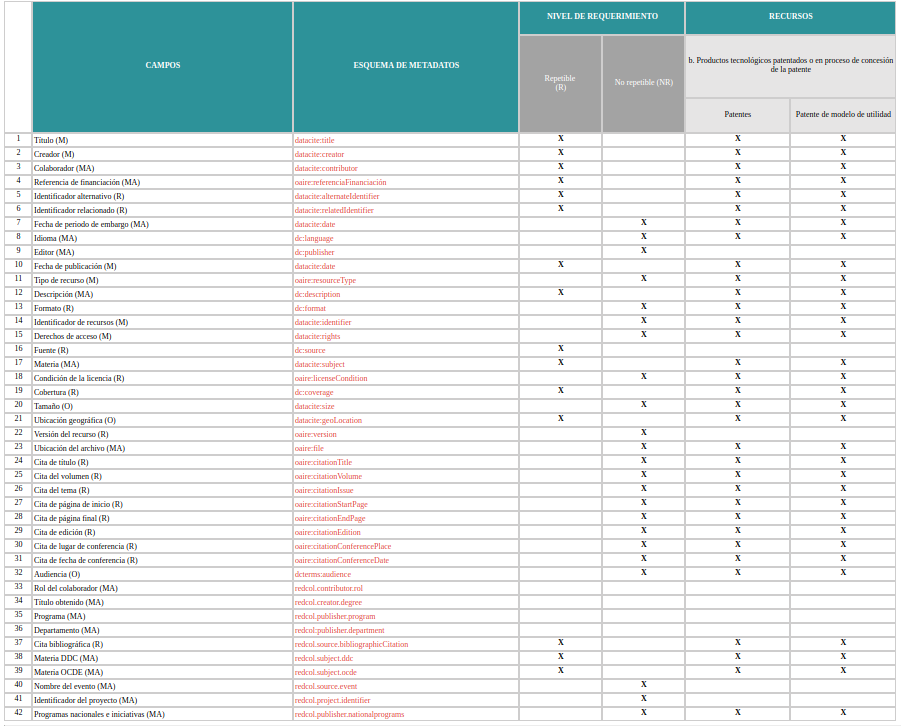 NIVEL DE REQUERIMIENTO RECURSOS
CAMPOS ESQUEMA DE METADATOS
Repetible
(R)
No repetible (NR)
b. Productos tecnológicos patentados o en proceso de concesión
de la patente
Patentes Patente de modelo de utilidad
1 Título (M) datacite:title X X X
2 Creador (M) datacite:creator X X X
3 Colaborador (MA) datacite:contributor X X X
4 Referencia de financiación (MA) oaire:referenciaFinanciación X X X
5 Identificador alternativo (R) datacite:alternateIdentifier X X X
6 Identificador relacionado (R) datacite:relatedIdentifier X X X
7 Fecha de periodo de embargo (MA) datacite:date X X X
8 Idioma (MA) dc:language X X X
9 Editor (MA) dc:publisher X
10 Fecha de publicación (M) datacite:date X X X
11 Tipo de recurso (M) oaire:resourceType X X X
12 Descripción (MA) dc:description X X X
13 Formato (R) dc:format X X X
14 Identificador de recursos (M) datacite:identifier X X X
15 Derechos de acceso (M) datacite:rights X X X
16 Fuente (R) dc:source X
17 Materia (MA) datacite:subject X X X
18 Condición de la licencia (R) oaire:licenseCondition X X X
19 Cobertura (R) dc:coverage X X X
20 Tamaño (O) datacite:size X X X
21 Ubicación geográfica (O) datacite:geoLocation X X X
22 Versión del recurso (R) oaire:version X
23 Ubicación del archivo (MA) oaire:file X X X
24 Cita de título (R) oaire:citationTitle X X X
25 Cita del volumen (R) oaire:citationVolume X X X
26 Cita del tema (R) oaire:citationIssue X X X
27 Cita de página de inicio (R) oaire:citationStartPage X X X
28 Cita de página final (R) oaire:citationEndPage X X X
29 Cita de edición (R) oaire:citationEdition X X X
30 Cita de lugar de conferencia (R) oaire:citationConferencePlace X X X
31 Cita de fecha de conferencia (R) oaire:citationConferenceDate X X X
32 Audiencia (O) dcterms:audience X X X
33 Rol del colaborador (MA) redcol.contributor.rol
34 Título obtenido (MA) redcol.creator.degree
35 Programa (MA) redcol.publisher.program
36 Departamento (MA) redcol:publisher.department
37 Cita bibliográfica (R) redcol.source.bibliographicCitation X X X
38 Materia DDC (MA) redcol.subject.ddc X X X
39 Materia OCDE (MA) redcol.subject.ocde X X X
40 Nombre del evento (MA) redcol.source.event X
41 Identificador del proyecto (MA) redcol.project.identifier X
42 Programas nacionales e iniciativas (MA) redcol.publisher.nationalprograms X X X